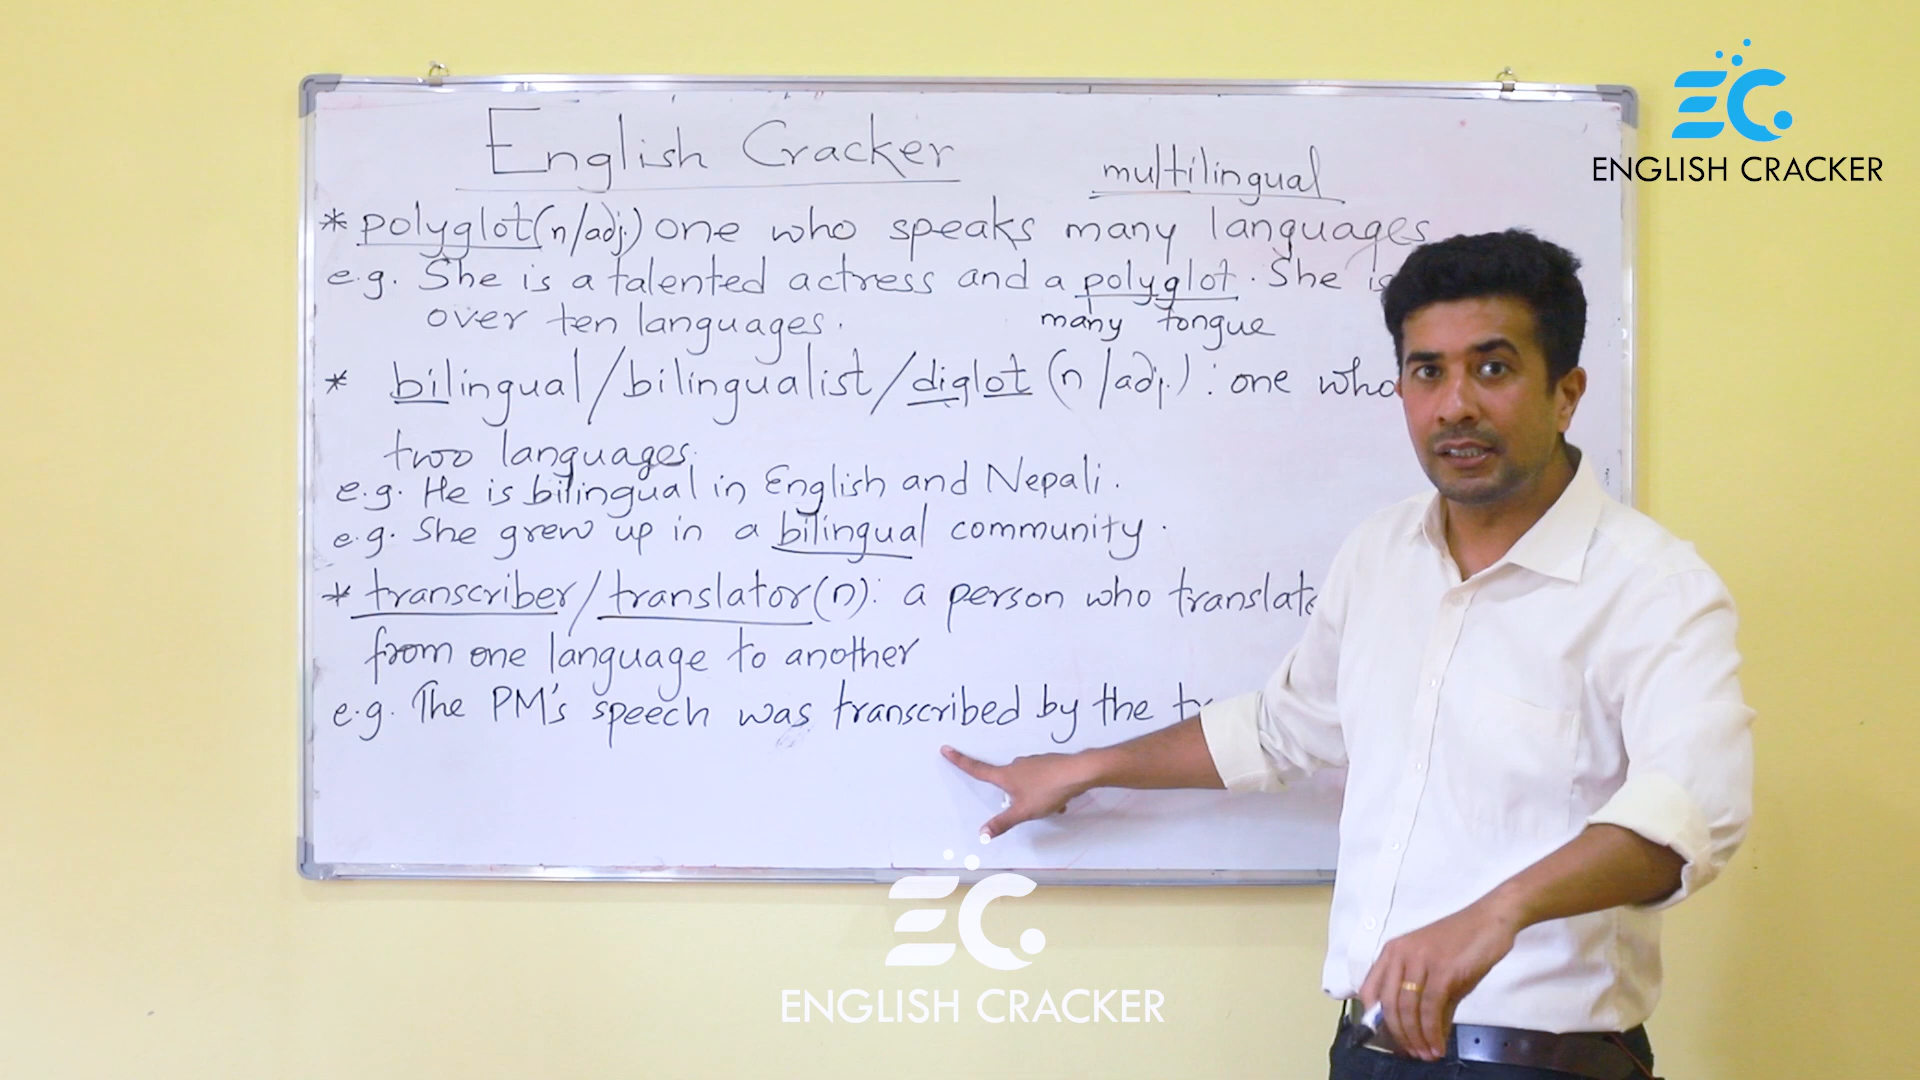 English Cracker
multilingual
* polyglot (n/adj.) one who speaks many languages
e.g. She is a talented actress and a polyglot. She is
over ten languages.
many tongue
* bilingual/bilingualist/diglot (n/adj.): one who
two languages.
e.g. He is bilingual in English and Nepali.
e.g. She grew up in a bilingual community.
* transcriber/translator(n): a person who translate
from one language to another
e.g. The PM's speech was transcribed by the
EC
ENGLISH CRACKER
EC
ENGLISH CRACKER